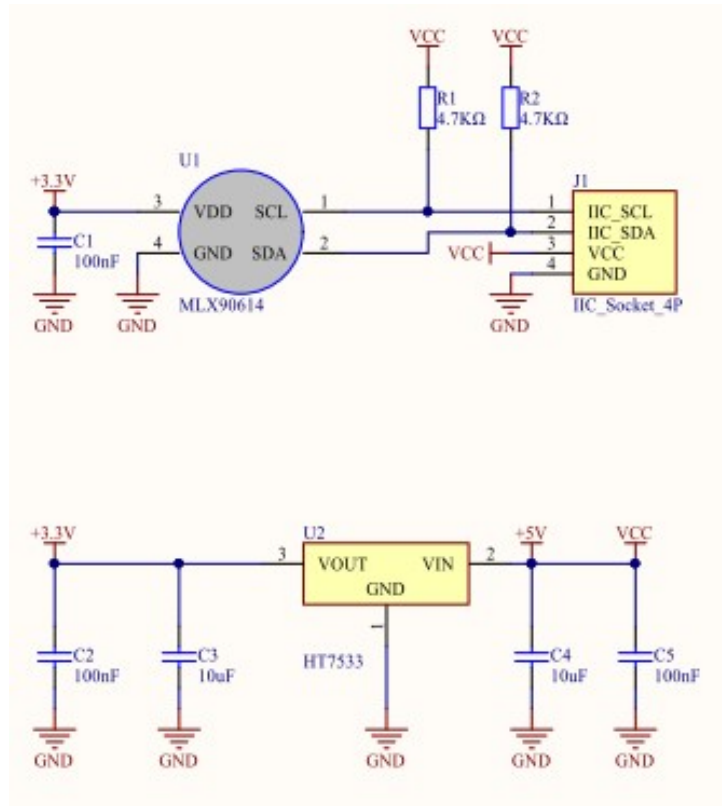 VCC
VCC
R1
4.7KΩ
R2
4.7KΩ
U1
+3.3V
3
VDD
SCL
1
J1
1
IIC_SCL
C1
100nF
4
GND
SDA
2
2
IIC_SDA
VCC
3
VCC
4
GND
GND
GND
MLX90614
GND
IIC_Socket_4P
+3.3V
U2
+5V
VCC
3
VOUT
VIN
2
GND
1
C2
100nF
C3
10uF
HT7533
C4
10uF
C5
100nF
GND
GND
GND
GND
GND